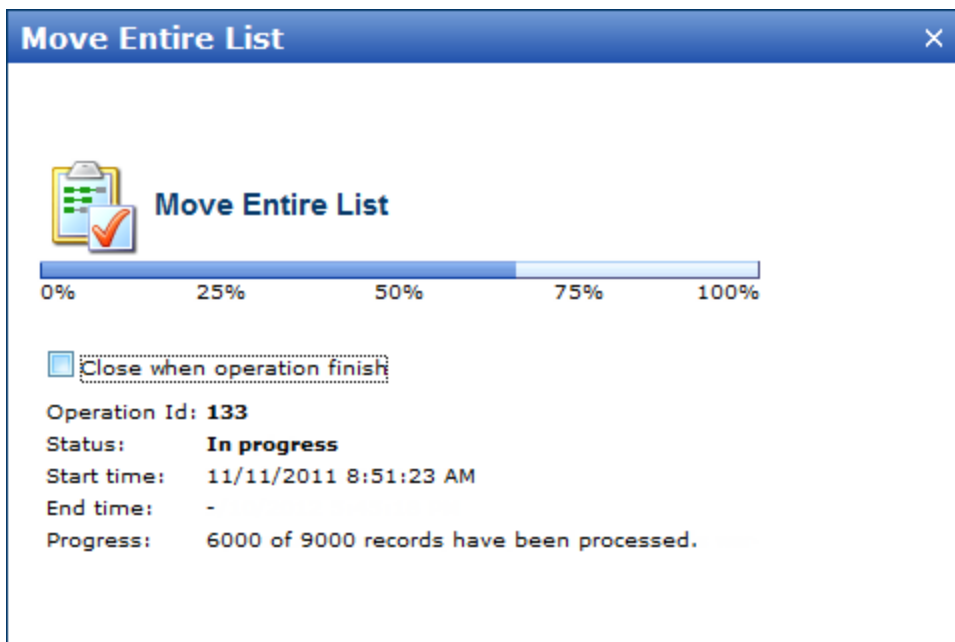 Move Entire List
Move Entire List
0% 25% 50% 75% 100%
Close when operation finish
Operation Id: 133
Status: In progress
Start time: 11/11/2011 8:51:23 AM
End time: -
Progress: 6000 of 9000 records have been processed.